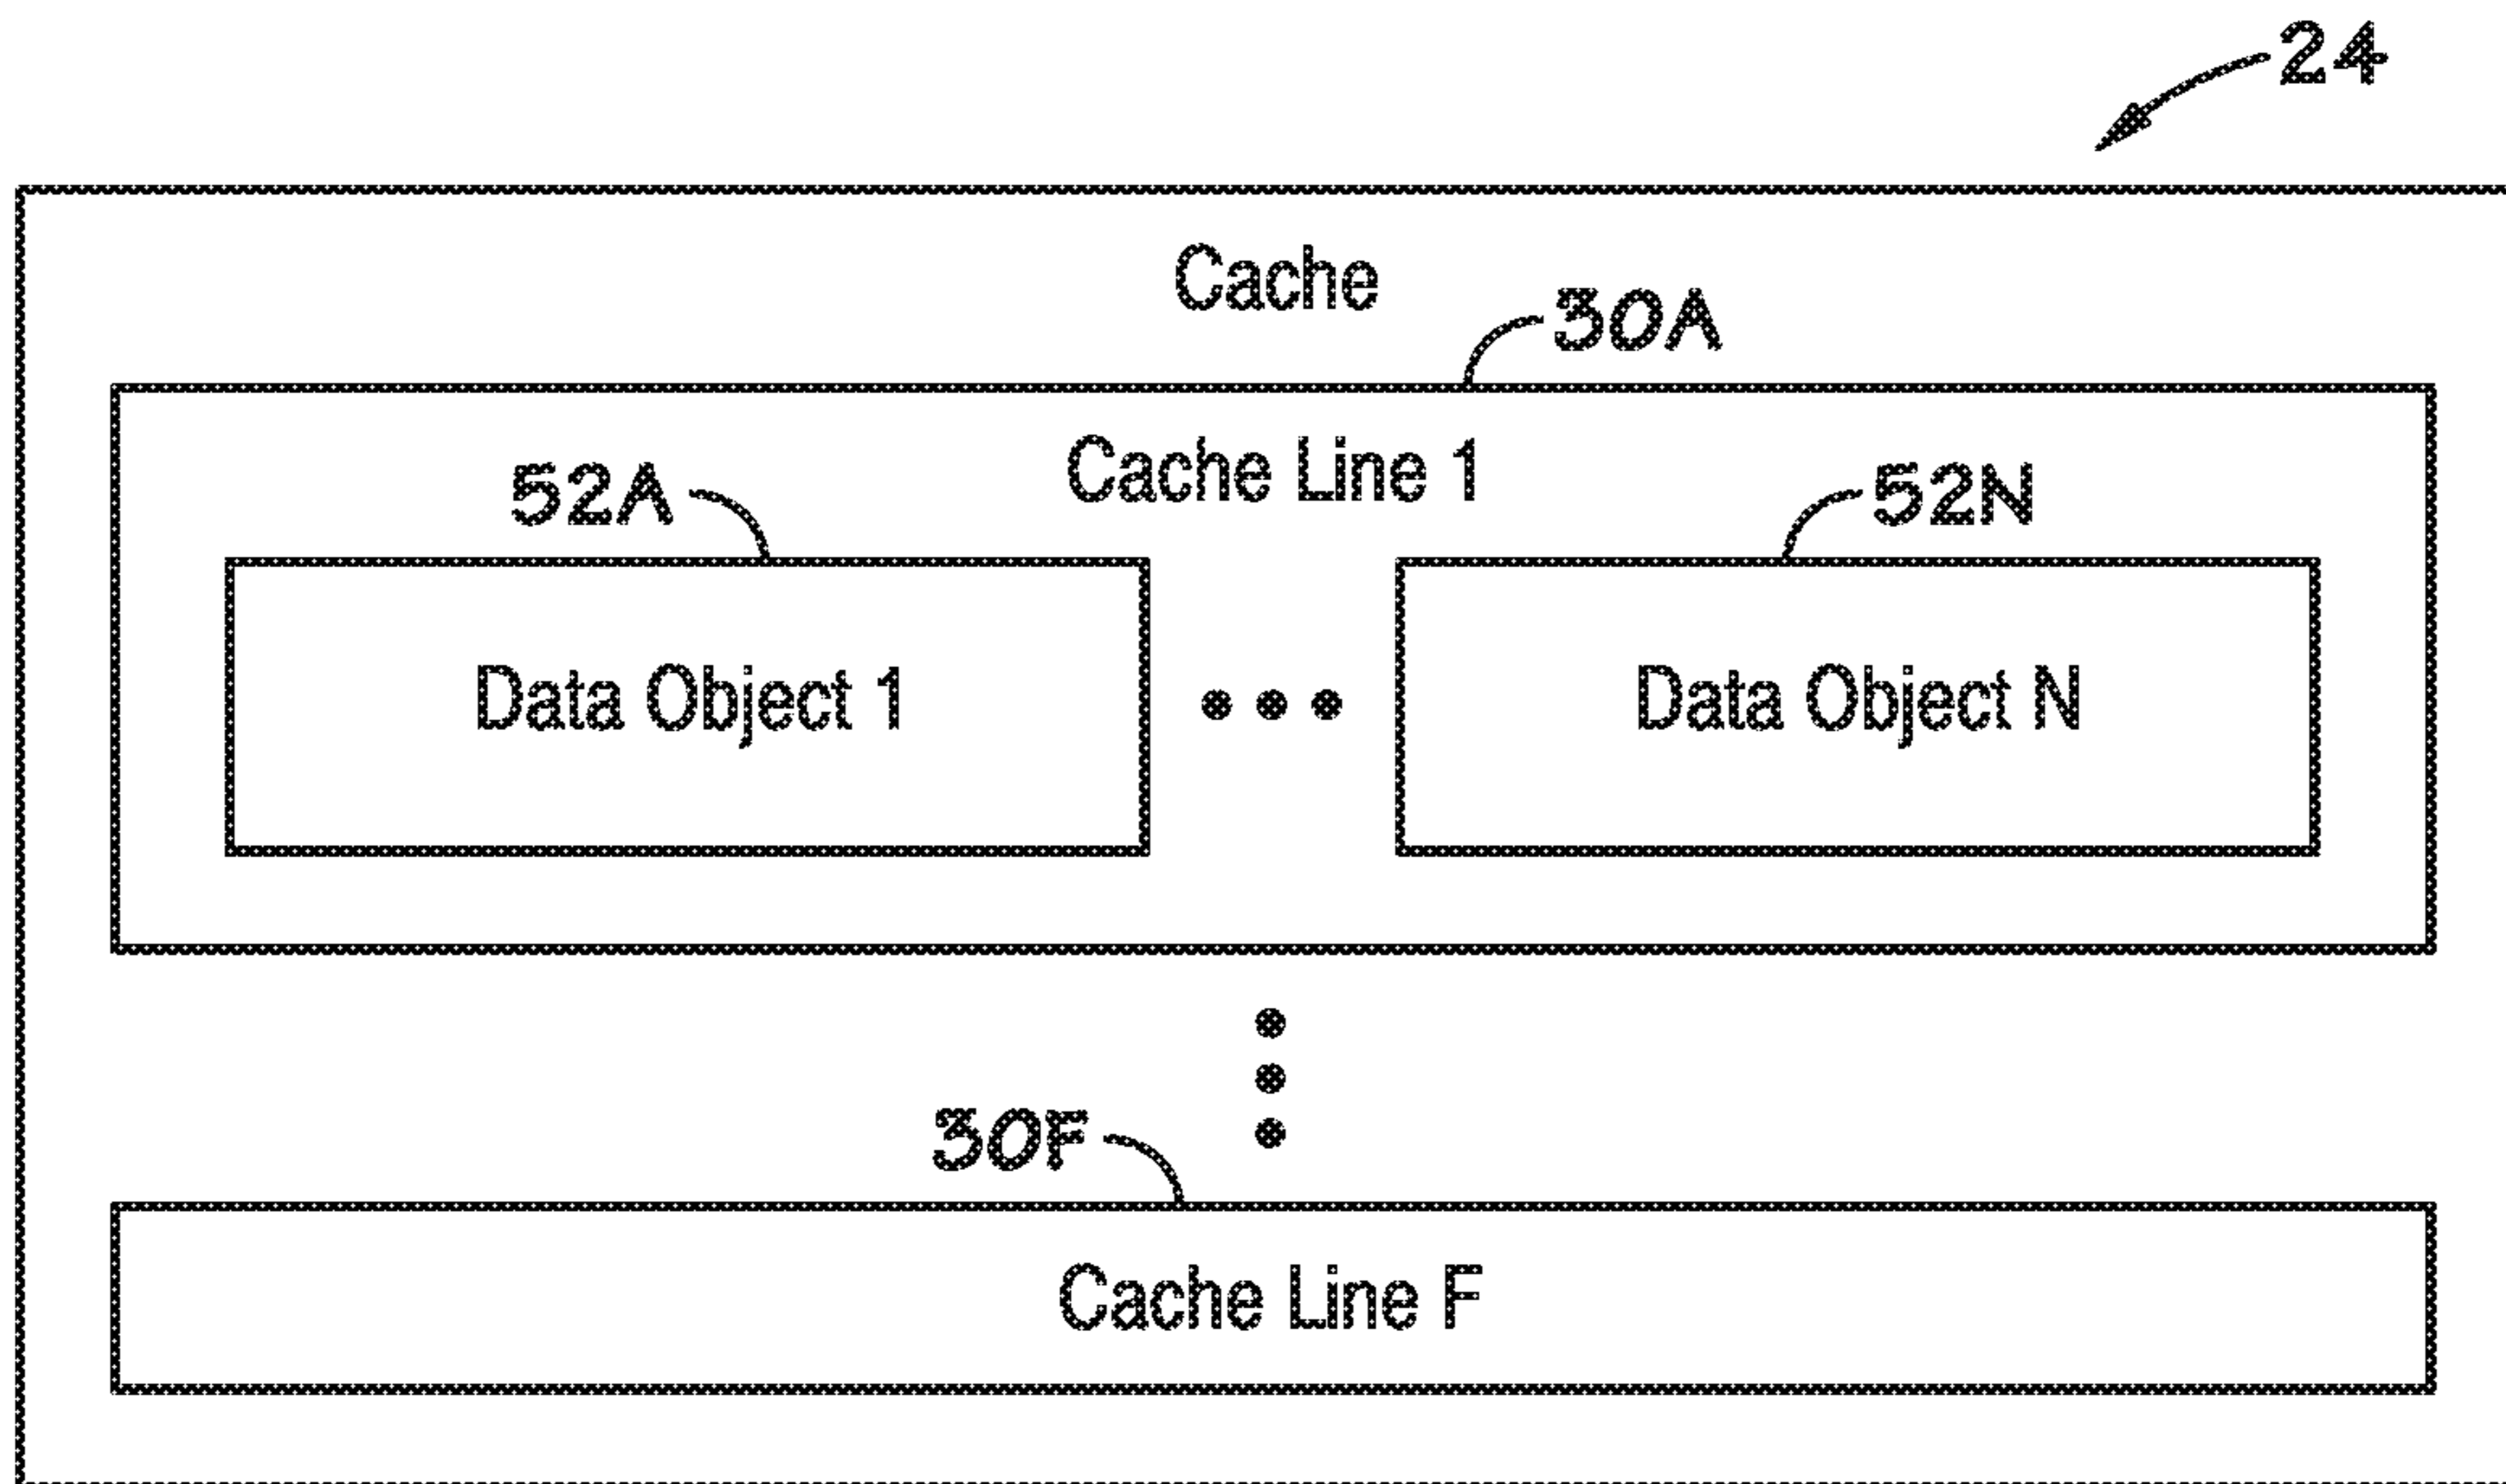 24
Cache
30A
Cache Line 1
52A
52N
Data Object 1
Data Object N
30F
Cache Line F